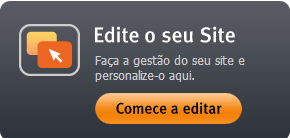 Edite o seu Site
Faça a gestão do seu site e
personalize-o aqui.
Comece a editar